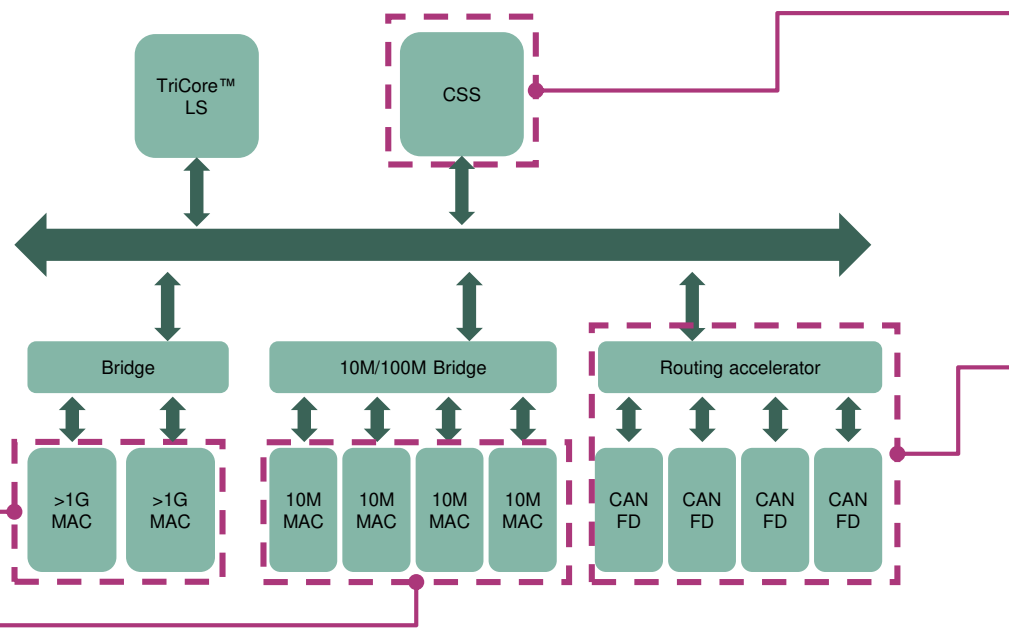 TriCore™
LS
CSS
Bridge
10M/100M Bridge
Routing accelerator
>1G
MAC
>1G
MAC
10M
MAC
10M
MAC
10M
MAC
10M
MAC
CAN
FD
CAN
FD
CAN
FD
CAN
FD